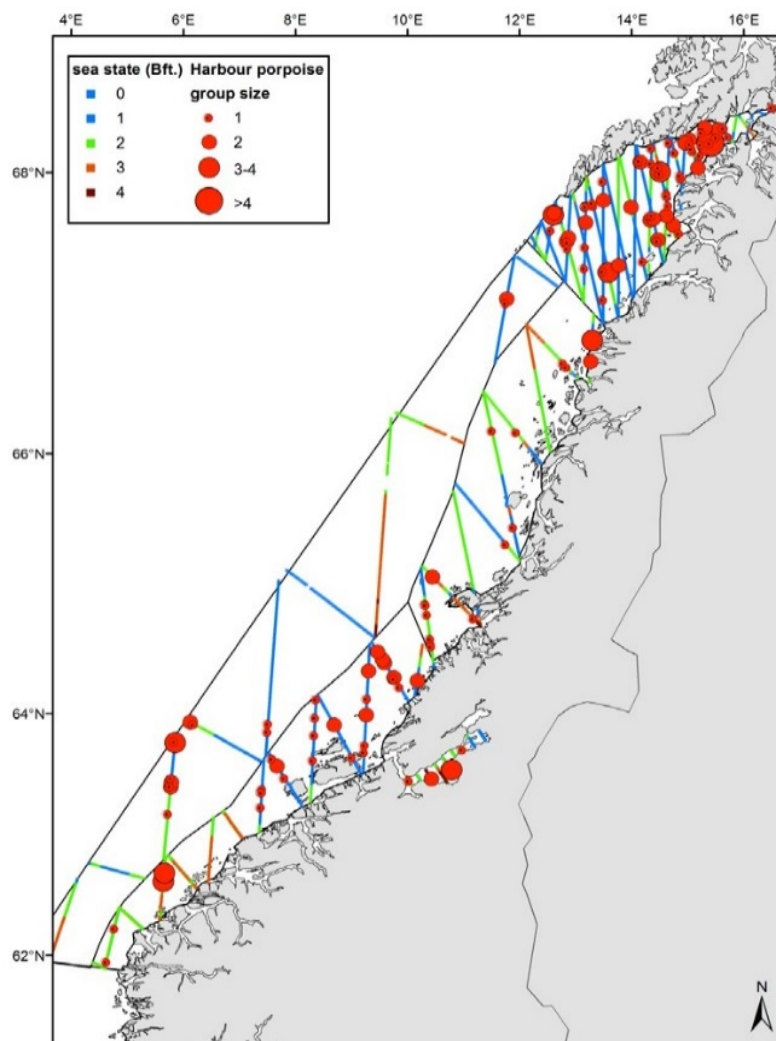 4°E 6°E 8°E 10°E 12°E 14°E 16°E
sea state (Bft.) Harbour porpoise
0 group size
1 1
2 2
3 3-4
4 >4
68°N
66°N
64°N
62°N
N